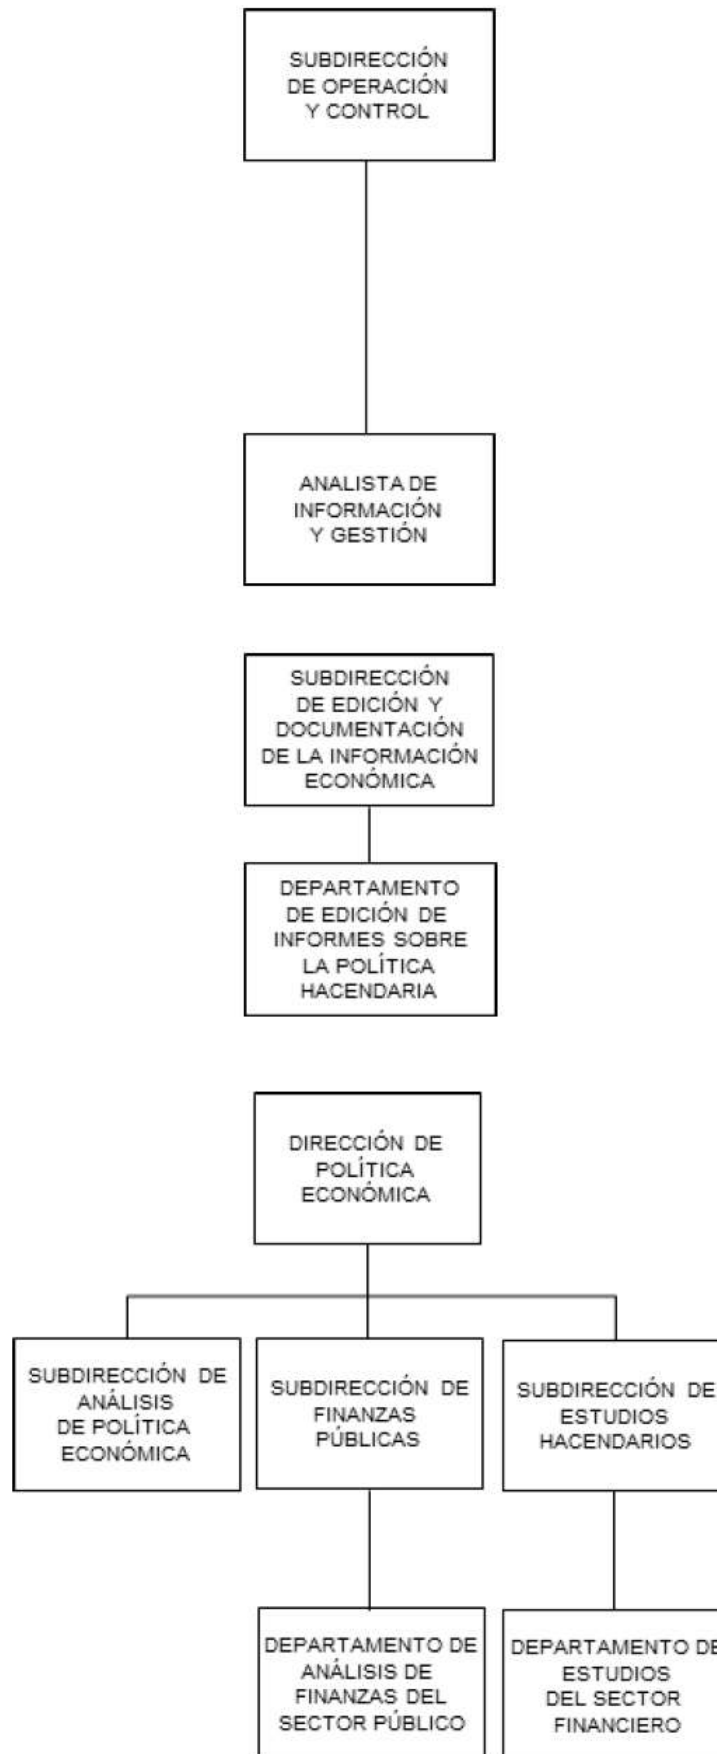 SUBDIRECCIÓN
DE OPERACIÓN
Y CONTROL
ANALISTA DE
INFORMACIÓN
Y GESTIÓN
SUBDIRECCIÓN
DE EDICIÓN Y
DOCUMENTACIÓN
DE LA INFORMACIÓN
ECONÓMICA
DEPARTAMENTO
DE EDICIÓN DE
INFORMES SOBRE
LA POLÍTICA
HACENDARIA
DIRECCIÓN DE
POLÍTICA
ECONÓMICA
SUBDIRECCIÓN DE
ANÁLISIS
DE POLÍTICA
ECONÓMICA
SUBDIRECCIÓN DE
FINANZAS
PÚBLICAS
SUBDIRECCIÓN DE
ESTUDIOS
HACENDARIOS
DEPARTAMENTO DE
ANÁLISIS DE
FINANZAS DEL
SECTOR PÚBLICO
DEPARTAMENTO DE
ESTUDIOS
DEL SECTOR
FINANCIERO